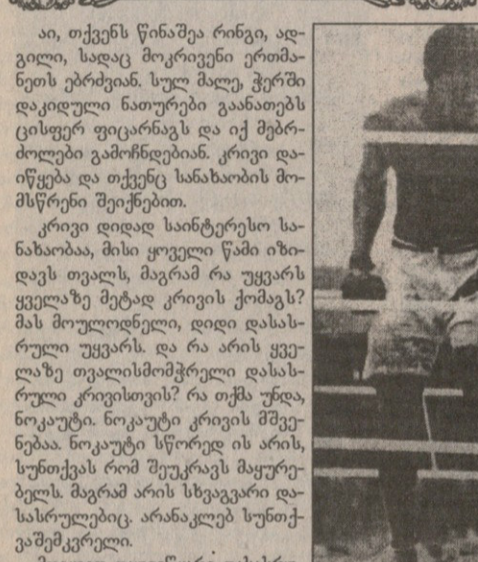 აი, თქვენს წინაშეა რინგი, ად-
გილი, სადაც მოკრივენი ერთმა-
ნეთს ებრძვიან. სულ მალე, ჭერში
დაკიდული ნათურები გაანათებს
ცისფერ ფიცარნაგს და იქ მებრ-
ძოლები გამოჩნდებიან. კრივი და-
იწყება და თქვენც სანახაობის მო-
მსწრენი შეიქნებით.
კრივი დიდად საინტერესო სა-
ნახაობაა, მისი ყოველი წამი იზი-
დავს თვალს, მაგრამ რა უყვარს
ყველაზე მეტად კრივის ქომაგს?
მას მოულოდნელი, დიდი დასას-
რული უყვარს. და რა არის ყვე-
ლაზე თვალისმომჭრელი დასას-
რული კრივისთვის? რა თქმა უნდა,
ნოკაუტი. ნოკაუტი კრივის მშვე-
ნებაა. ნოკაუტი სწორედ ის არის,
სუნთქვას რომ შეუკრავს მაყურე-
ბელს. მაგრამ არის სხვაგვარი და-
სასრულებიც. არანაკლებ სუნთქ-
ვაშემკვრელი.